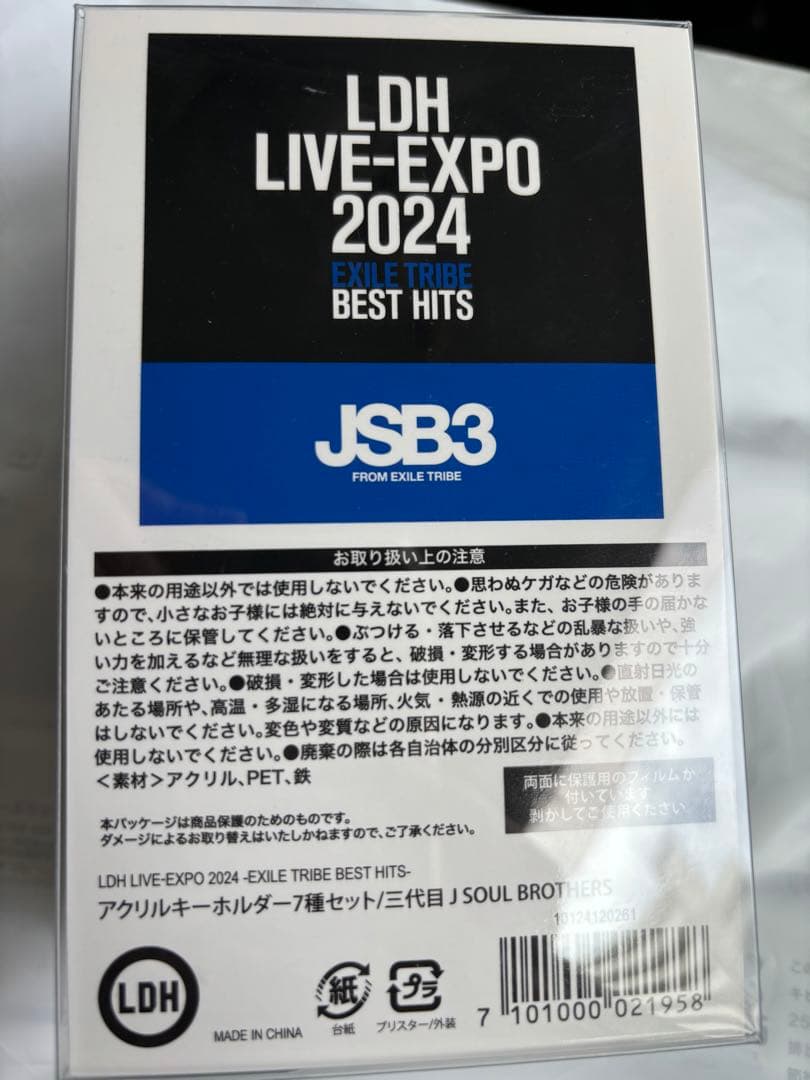 LDH
LIVE-EXPO
2024
EXILE TRIBE
BEST HITS
JSB3
FROM EXILE TRIBE
お取り扱い上の注意
●本来の用途以外では使用しないでください。●思わぬケガなどの危険がありま
すので、小さなお子様には絶対に与えないでください。また、お子様の手の届かな
いところに保管してください。●ぶつける・落下させるなどの乱暴な扱いや、強
い力を加えるなど無理な扱いをすると、破損・変形する場合がありますので十分
ご注意ください。●破損・変形した場合は使用しないでください。●直射日光の
あたる場所や、高温・多湿になる場所、火気・熱源の近くでの使用や放置・保管
はしないでください。変色や変質などの原因になります。●本来の用途以外には
使用しないでください。●廃棄の際は各自治体の分別区分に従ってください。
＜素材＞アクリル、PET、鉄
両面に保護用のフィルムが
付いています
剥がしてご使用ください
本パッケージは商品保護のためのものです。
ダメージによるお取り替えはいたしかねますので、ご了承ください。
LDH LIVE-EXPO 2024 -EXILE TRIBE BEST HITS-
アクリルキーホルダー7種セット/三代目 J SOUL BROTHERS
10124120261
LDH
MADE IN CHINA
紙
台紙
プラ
ブリスター/外装
7 101000 021958